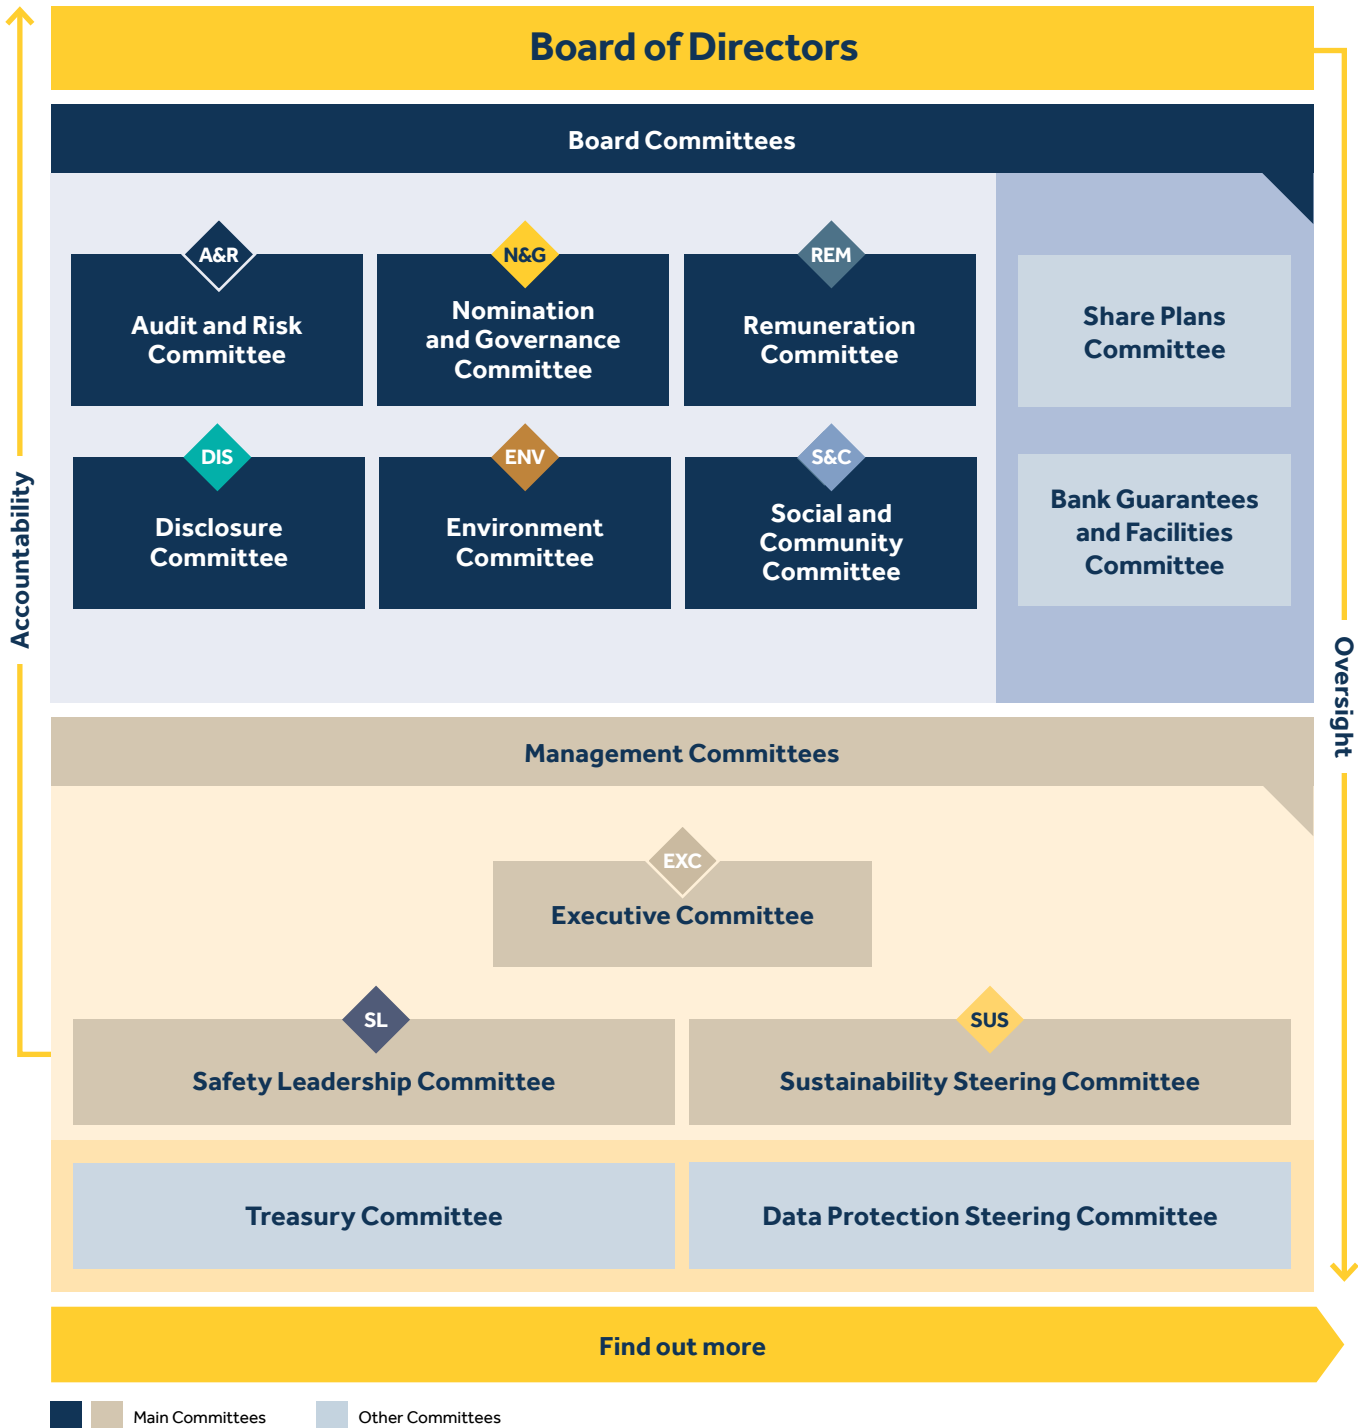 Board of Directors
Board Committees
A&R
Audit and Risk
Committee
N&G
Nomination
and Governance
Committee
REM
Remuneration
Committee
Share Plans
Committee
DIS
Disclosure
Committee
ENV
Environment
Committee
S&C
Social and
Community
Committee
Bank Guarantees
and Facilities
Committee
Accountability
Oversight
Management Committees
EXC
Executive Committee
SL
Safety Leadership Committee
SUS
Sustainability Steering Committee
Treasury Committee
Data Protection Steering Committee
Find out more
Main Committees
Other Committees